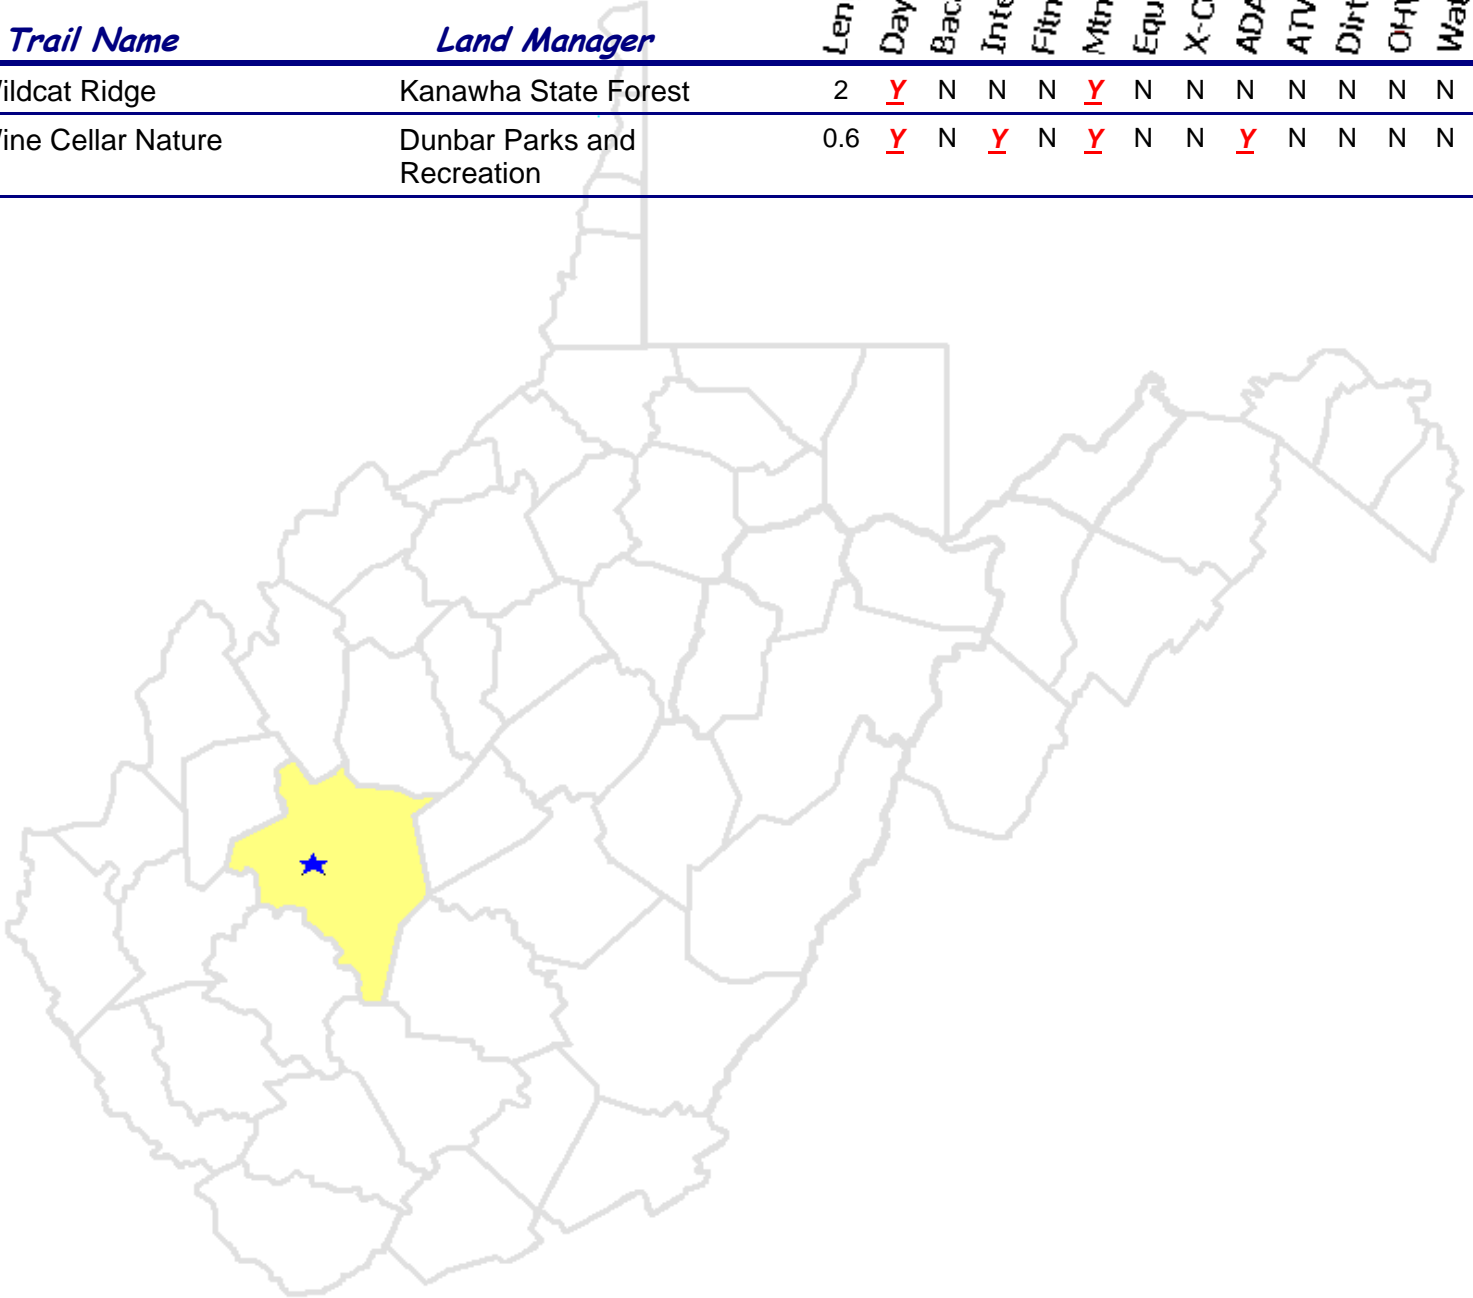 Trail Name Land Manager Len Day Bac Inte Fitn Mtn Equ X-C ADA ATV Dirt OHV Wag
ildcat Ridge Kanawha State Forest 2 Y N N N Y N N N N N N N
ine Cellar Nature Dunbar Parks and 0.6 Y N Y N Y N N Y N N N N
Recreation